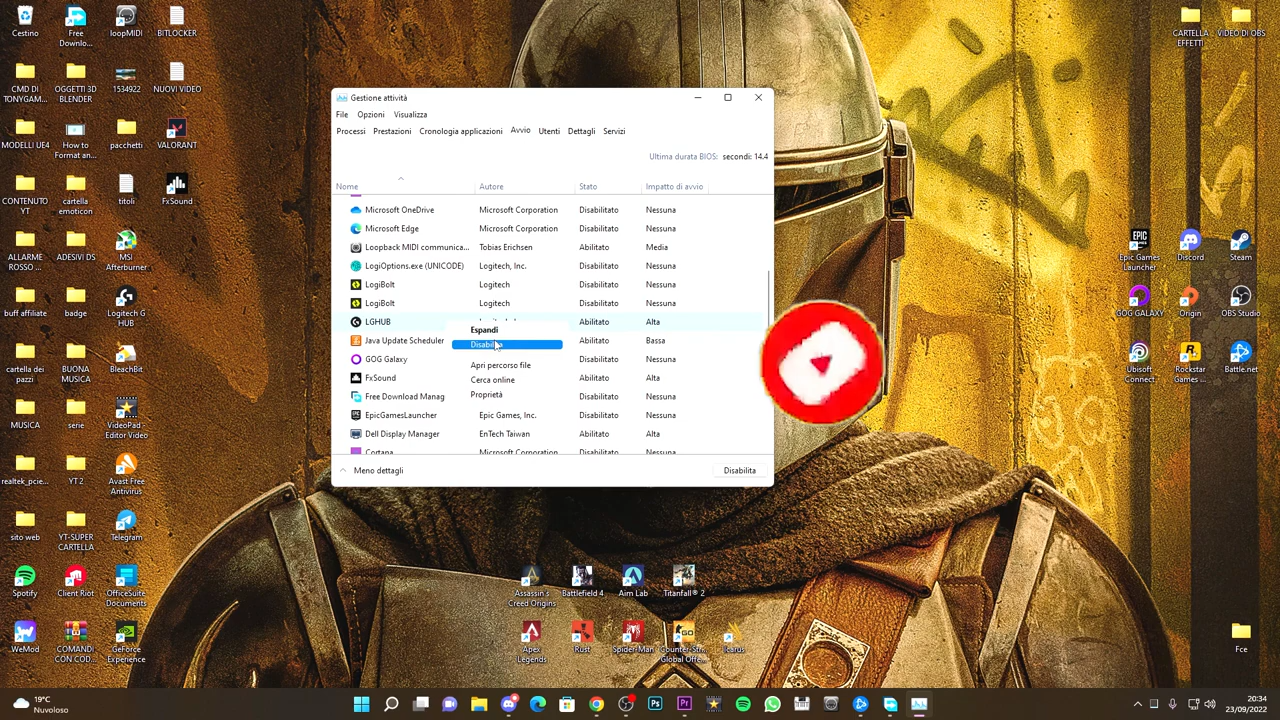 Cestino
Free Downlo...
loopMIDI
BITLOCKER
CARTELLA EFFETTI
VIDEO DI OBS
CMD DI TONYGAM...
OGGETTI 3D BLENDER
1534922
NUOVI VIDEO
MODELLI UE4
How to Format an...
pacchetti
VALORANT
CONTENUTO YT
cartella emoticon
titoli
FxSound
ALLARME ROSSO ...
ADESIVI DS
MSI Afterburner
buff affiliate
badge
Logitech G HUB
cartella dei pazzi
BUONA MUSICA
BleachBit
MUSICA
serie
VideoPad - Editor Video
realtek_pcie...
YT 2
Avast Free Antivirus
sito web
YT-SUPER CARTELLA
Telegram
Spotify
Client Riot
OfficeSuite Documents
WeMod
COMANDI CON COD...
GeForce Experience
Gestione attività
File Opzioni Visualizza
Processi Prestazioni Cronologia applicazioni Avvio Utenti Dettagli Servizi
Ultima durata BIOS: secondi: 14.4
Nome Autore Stato Impatto di avvio
Microsoft OneDrive Microsoft Corporation Disabilitato Nessuna
Microsoft Edge Microsoft Corporation Disabilitato Nessuna
Loopback MIDI communica... Tobias Erichsen Abilitato Media
LogiOptions.exe (UNICODE) Logitech, Inc. Disabilitato Nessuna
LogiBolt Logitech Disabilitato Nessuna
LogiBolt Logitech Disabilitato Nessuna
LGHUB Abilitato Alta
Java Update Scheduler Abilitato Bassa
GOG Galaxy Disabilitato Nessuna
FxSound Abilitato Alta
Free Download Manag Disabilitato Nessuna
EpicGamesLauncher Epic Games, Inc. Disabilitato Nessuna
Dell Display Manager EnTech Taiwan Abilitato Alta
Cortana Microsoft Corporation Disabilitato Nessuna
Espandi
Disabilita
Apri percorso file
Cerca online
Proprietà
Meno dettagli
Disabilita
Epic Games Launcher
Discord
Steam
GOG GALAXY
Origin
OBS Studio
Ubisoft Connect
Rockstar Games ...
Battle.net
Assassin's Creed Origins
Battlefield 4
Aim Lab
Titanfall® 2
Apex Legends
Rust
Spider-Man
Counter-Str... Global Offe...
Icarus
Fce
19°C
Nuvoloso
20:34
23/09/2022